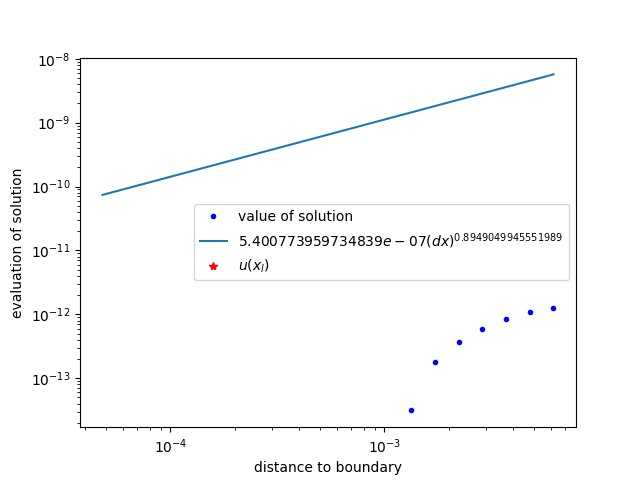 10^{-8}
10^{-9}
10^{-10}
10^{-11}
10^{-12}
10^{-13}
evaluation of solution
value of solution
5.400773959734839e − 07(dx)^{0.8949049945551989}
u(x_l)
10^{-4}
10^{-3}
distance to boundary